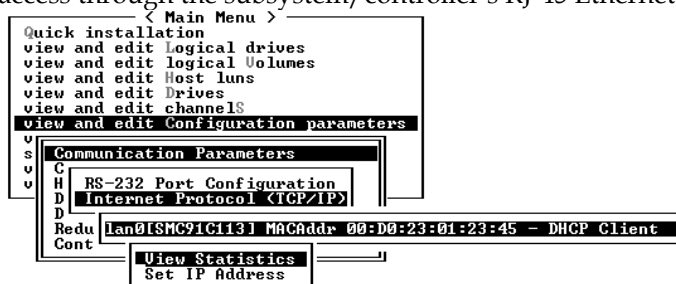 access through the subsystem/controller's RJ-45 Ethernet
< Main Menu >
Quick installation
view and edit Logical drives
view and edit logical Volumes
view and edit Host luns
view and edit Drives
view and edit channelS
view and edit Configuration parameters
v
s Communication Parameters
v C
v H RS-232 Port Configuration
D Internet Protocol (TCP/IP)
D
Redu lan0[SMC91C113] MACAddr 00:D0:23:01:23:45 - DHCP Client
Cont
View Statistics
Set IP Address